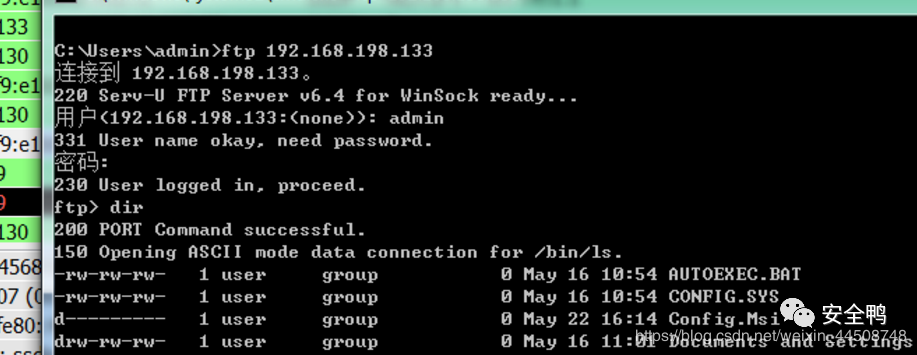 133
130
f9:e1
130
f9:e1
9
9
130
4568
07 (0
fe80:
C:\Users\admin>ftp 192.168.198.133
连接到 192.168.198.133。
220 Serv-U FTP Server v6.4 for WinSock ready...
用户(192.168.198.133:(none)): admin
331 User name okay, need password.
密码:
230 User logged in, proceed.
ftp> dir
200 PORT Command successful.
150 Opening ASCII mode data connection for /bin/ls.
-rw-rw-rw- 1 user group 0 May 16 10:54 AUTOEXEC.BAT
-rw-rw-rw- 1 user group 0 May 16 10:54 CONFIG.SYS
d--------- 1 user group 0 May 22 16:14 Config.Msi
安全鸭
drw-rw-rw- 1 user group 0 May 16 11:01 Documents and Settings
https://blog.csdn.net/weixin_44508748